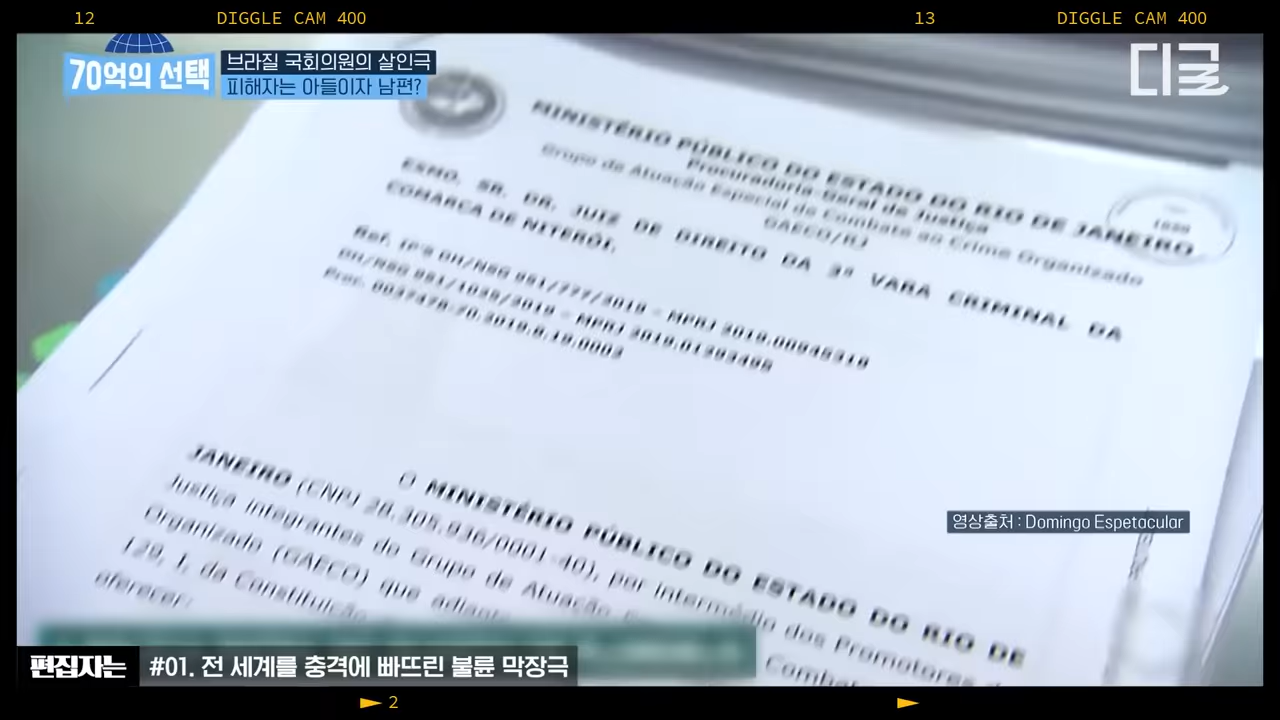 12 DIGGLE CAM 400 13 DIGGLE CAM 400
70억의 선택
브라질 국회의원의 살인극
피해자는 아들이자 남편?
디글
MINISTÉRIO PÚBLICO DO ESTADO DO RIO DE JANEIRO
Procuradoria-Geral de Justiça
Grupo de Atuação Especial de Combate ao Crime Organizado
GAECO/RJ
EXMO. SR. DR. JUIZ DE DIREITO DA 3ª VARA CRIMINAL DA
COMARCA DE NITERÓI.
O MINISTÉRIO PÚBLICO DO ESTADO DO RIO DE
JANEIRO (CNPJ 28.305.936/0001-40), por intermédio dos Promotores
Justiça integrantes do Grupo de Atuação
Organizado (GAECO) que
129, I, da Constituição
oferecer:
영상출처 : Domingo Espetacular
편집자는 #01. 전 세계를 충격에 빠뜨린 불륜 막장극
2